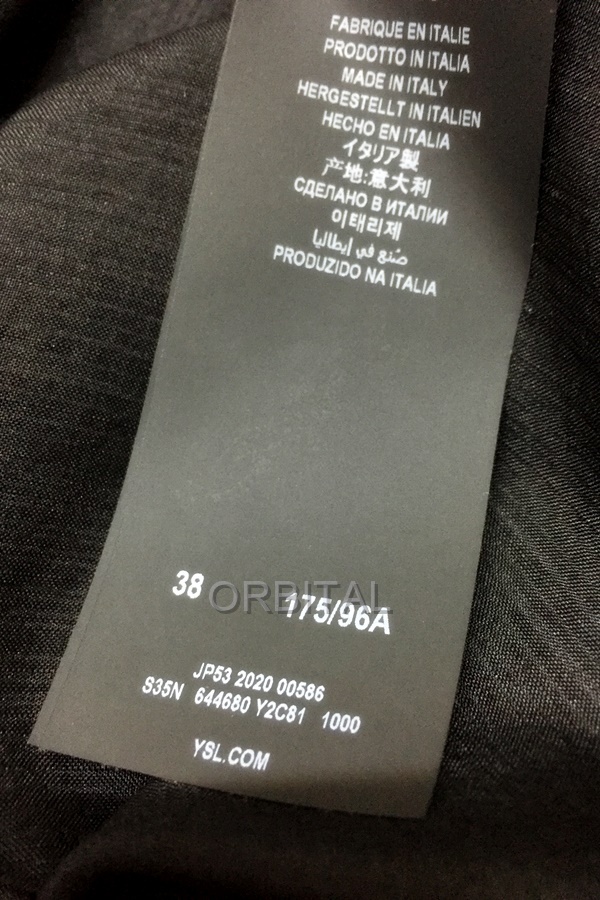 FABRIQUE EN ITALIE
PRODOTTO IN ITALIA
MADE IN ITALY
HERGESTELLT IN ITALIEN
HECHO EN ITALIA
イタリア製
产地:意大利
СДЕЛАНО В ИТАЛИИ
이태리제
صنع في إيطاليا
PRODUZIDO NA ITALIA
38 ORBITAL 175/96A
JP53 2020 00586
S35N 644680 Y2C81 1000
YSL.COM